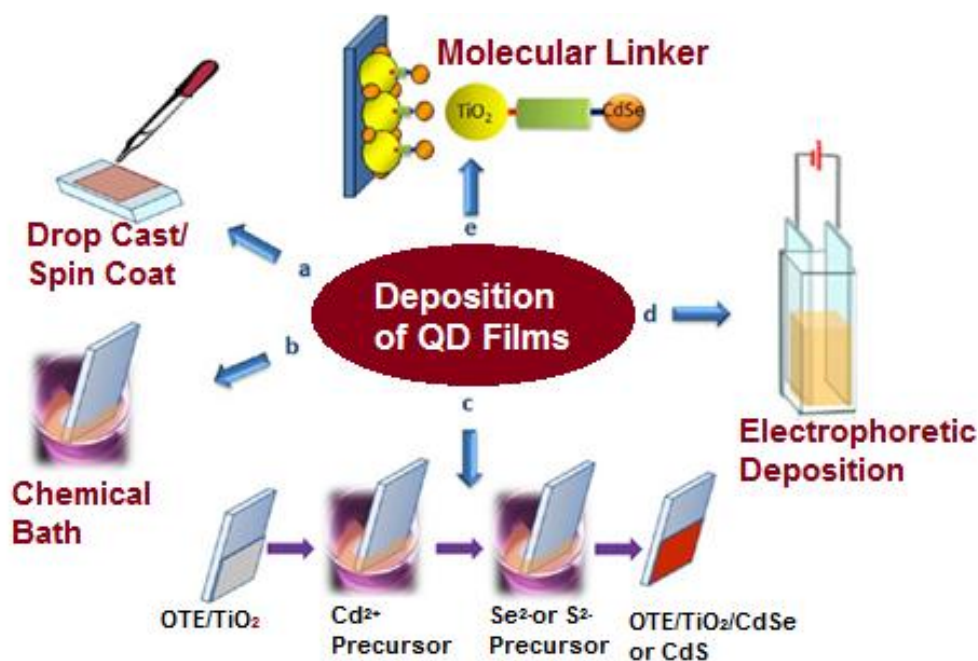 Molecular Linker
TiO₂
CdSe
Drop Cast/
Spin Coat
a
e
Deposition
of QD Films
d
b
c
Chemical
Bath
Electrophoretic
Deposition
OTE/TiO₂
Cd²⁺
Precursor
Se²⁻or S²⁻
Precursor
OTE/TiO₂/CdSe
or CdS